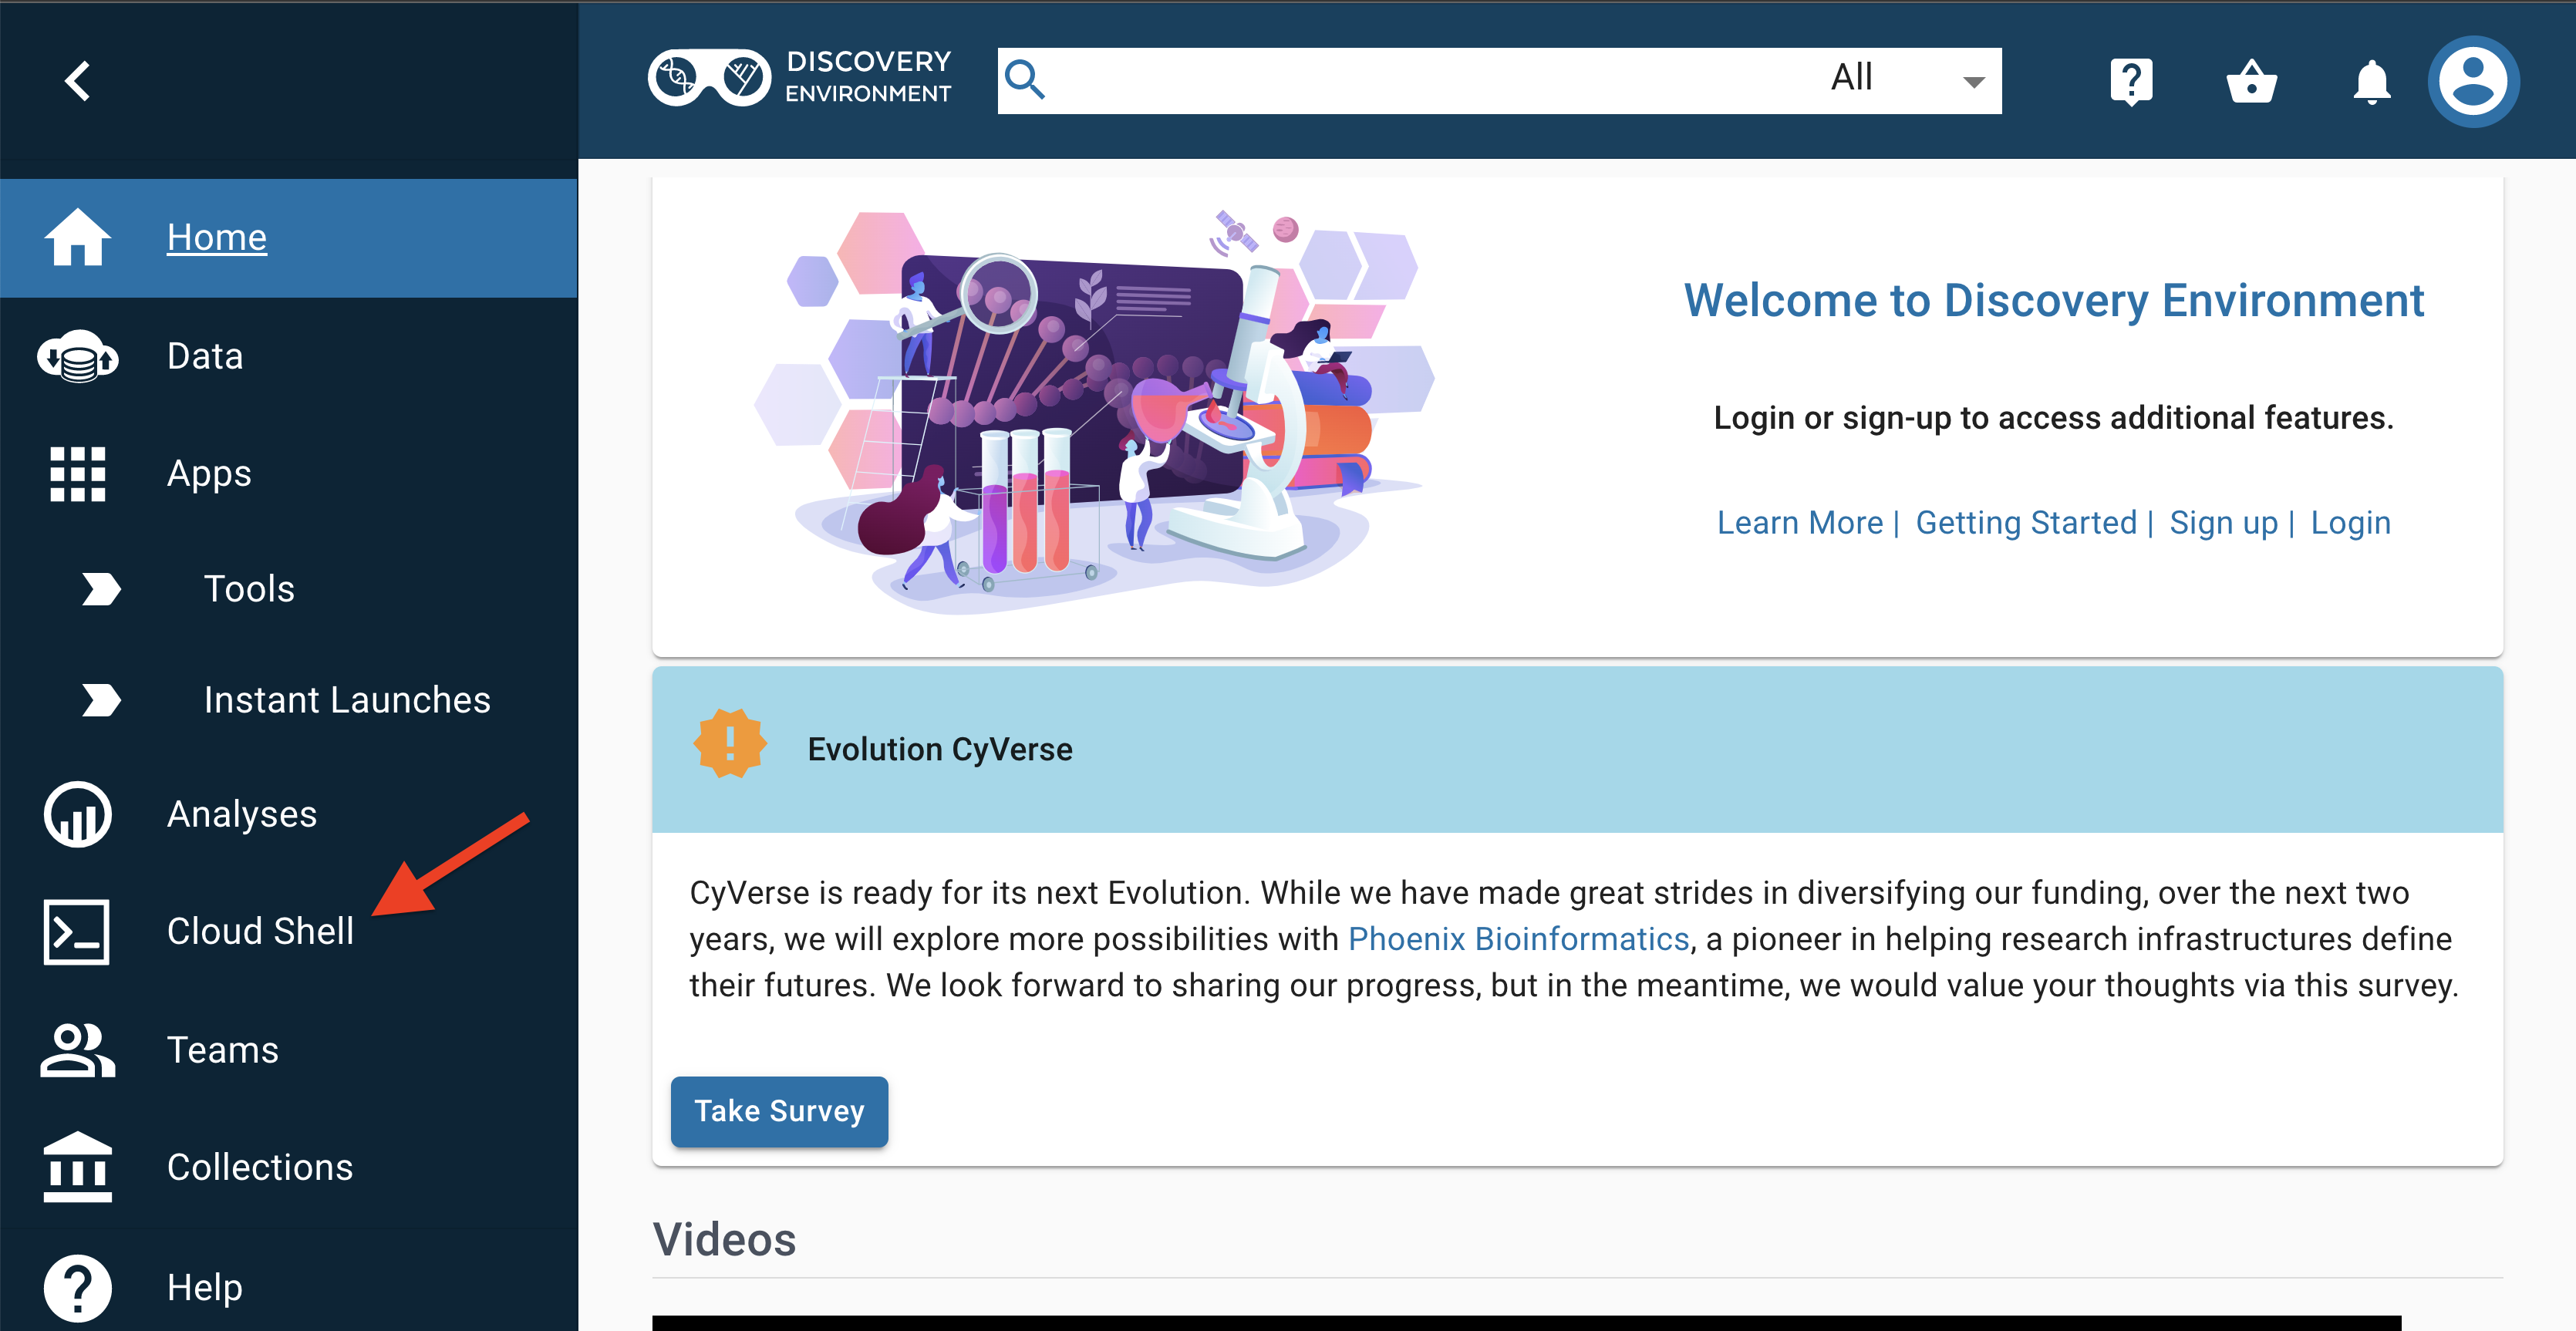 DISCOVERY
ENVIRONMENT
All
Home
Data
Apps
Tools
Instant Launches
Analyses
Cloud Shell
Teams
Collections
Help
Welcome to Discovery Environment
Login or sign-up to access additional features.
Learn More | Getting Started | Sign up | Login
Evolution CyVerse
CyVerse is ready for its next Evolution. While we have made great strides in diversifying our funding, over the next two
years, we will explore more possibilities with Phoenix Bioinformatics, a pioneer in helping research infrastructures define
their futures. We look forward to sharing our progress, but in the meantime, we would value your thoughts via this survey.
Take Survey
Videos